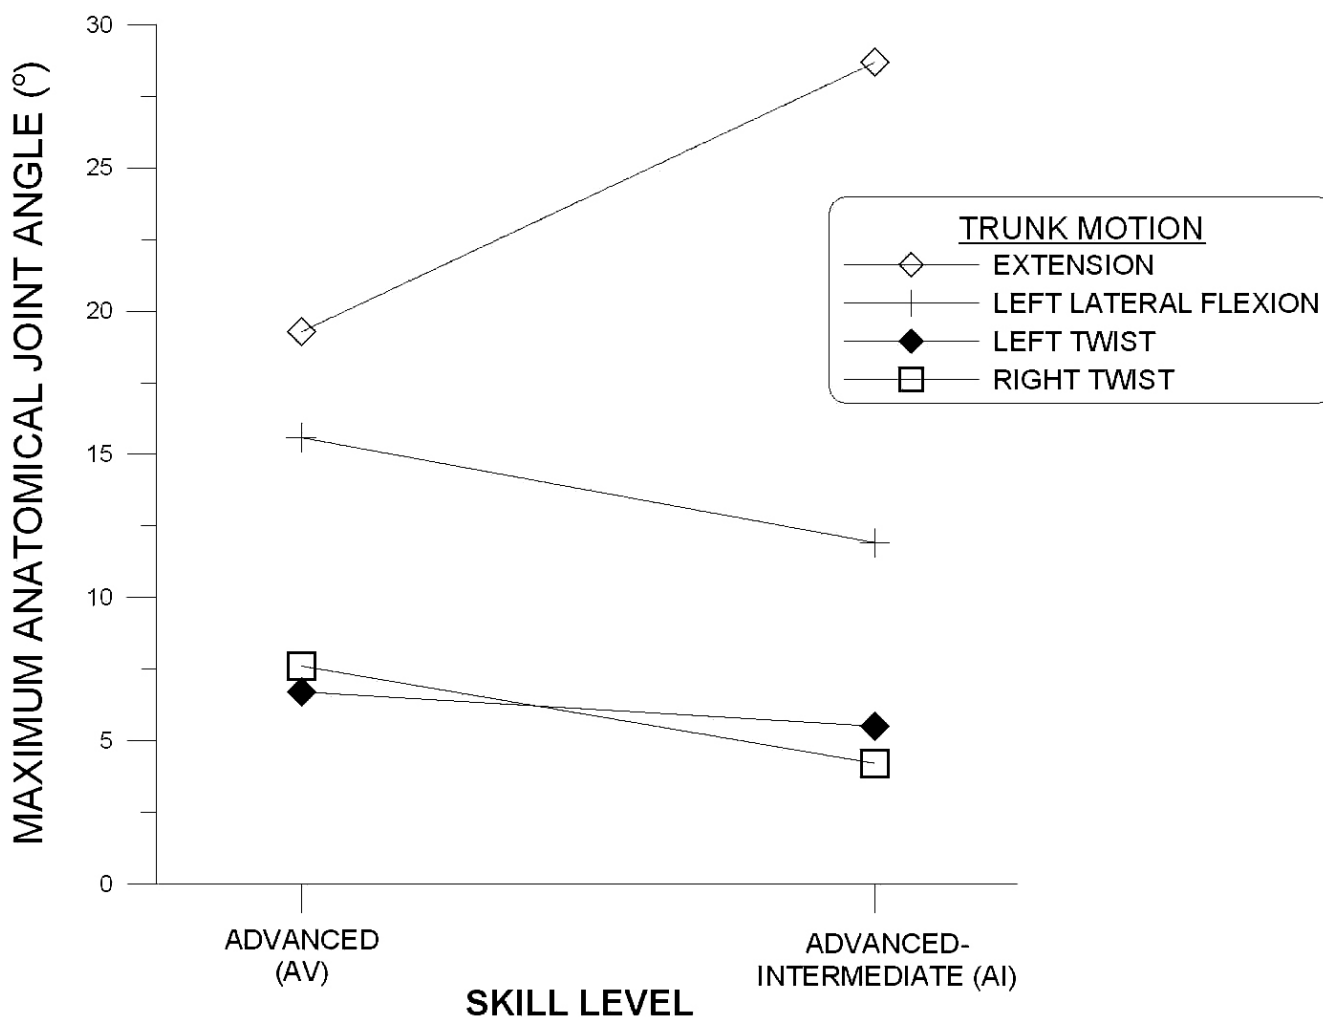 MAXIMUM ANATOMICAL JOINT ANGLE (°)
30
25
20
15
10
5
0
TRUNK MOTION
EXTENSION
LEFT LATERAL FLEXION
LEFT TWIST
RIGHT TWIST
ADVANCED
(AV)
ADVANCED-
INTERMEDIATE (AI)
SKILL LEVEL